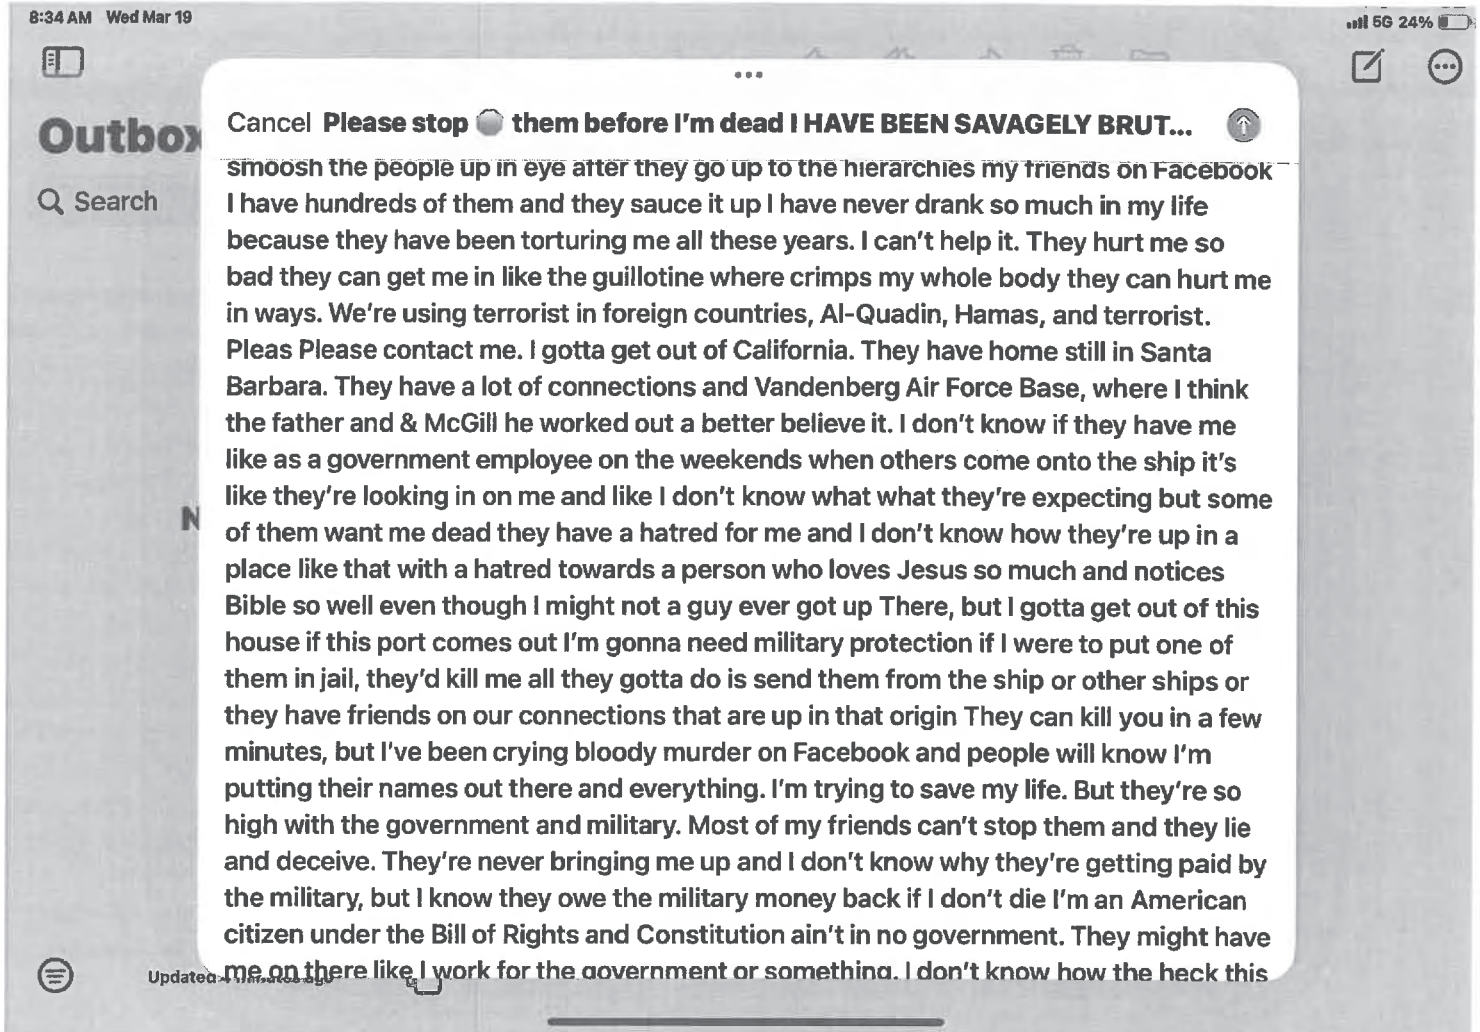 8:34 AM Wed Mar 19
5G 24%
Outbox
Search
Cancel Please stop them before I'm dead I HAVE BEEN SAVAGELY BRUT...
smoosh the people up in eye after they go up to the hierarchies my friends on Facebook
I have hundreds of them and they sauce it up I have never drank so much in my life
because they have been torturing me all these years. I can't help it. They hurt me so
bad they can get me in like the guillotine where crimps my whole body they can hurt me
in ways. We're using terrorist in foreign countries, Al-Quadin, Hamas, and terrorist.
Pleas Please contact me. I gotta get out of California. They have home still in Santa
Barbara. They have a lot of connections and Vandenberg Air Force Base, where I think
the father and & McGill he worked out a better believe it. I don't know if they have me
like as a government employee on the weekends when others come onto the ship it's
like they're looking in on me and like I don't know what what they're expecting but some
of them want me dead they have a hatred for me and I don't know how they're up in a
place like that with a hatred towards a person who loves Jesus so much and notices
Bible so well even though I might not a guy ever got up There, but I gotta get out of this
house if this port comes out I'm gonna need military protection if I were to put one of
them in jail, they'd kill me all they gotta do is send them from the ship or other ships or
they have friends on our connections that are up in that origin They can kill you in a few
minutes, but I've been crying bloody murder on Facebook and people will know I'm
putting their names out there and everything. I'm trying to save my life. But they're so
high with the government and military. Most of my friends can't stop them and they lie
and deceive. They're never bringing me up and I don't know why they're getting paid by
the military, but I know they owe the military money back if I don't die I'm an American
citizen under the Bill of Rights and Constitution ain't in no government. They might have
me on there like I work for the government or something. I don't know how the heck this
N
Updated